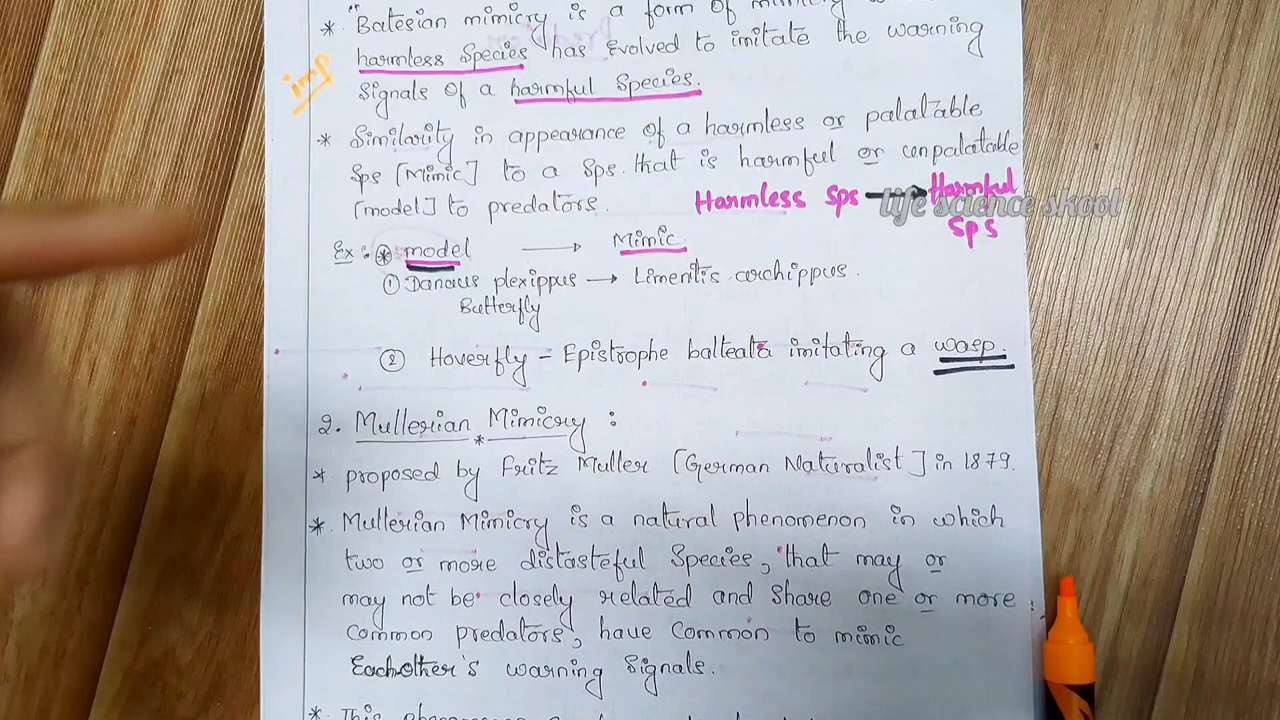 * "Batesian mimicry is a form of
harmless Species has Evolved to imitate the warning
imp
Signals of a harmful Species.
* Similarity in appearance of a harmless or palatable
Sps [Mimic] to a Sps. that is harmful or unpalatable
[model] to predators. Harmless Sps → Harmful
Sps
life science skool
Ex : * model → Mimic.
① Danaus plexippus → Limenitis archippus.
Butterfly
② Hoverfly - Epistrophe balteata imitating a wasp.
2. Mullerian Mimicry :
*
* proposed by Fritz Muller [German Naturalist] in 1879.
* Mullerian Mimicry is a natural phenomenon in which
two or more distasteful Species, that may or
may not be closely related and Share one or more
common predators, have Common to mimic
Eachother's warning Signals.
* This